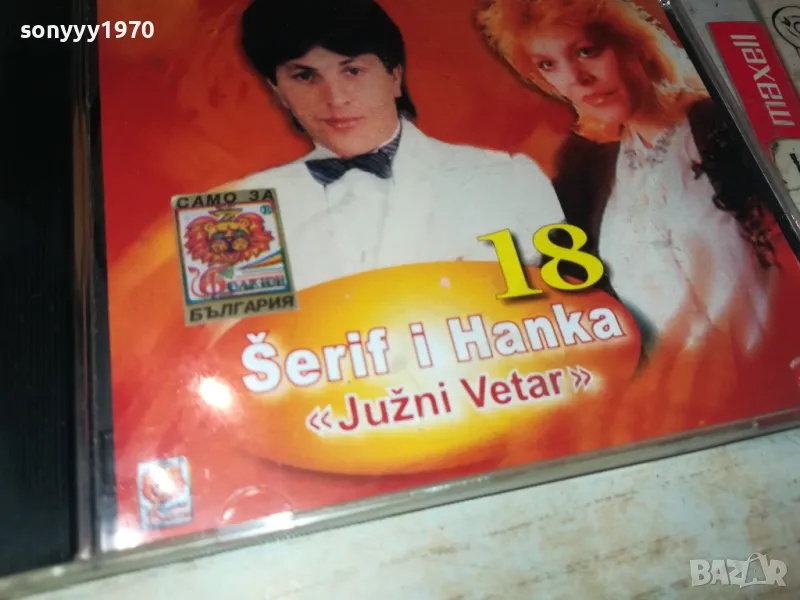 sonyyy1970
maxell
САМО ЗА
БЪЛГАРИЯ
18
Šerif i Hanka
«Južni Vetar»
BAZAR